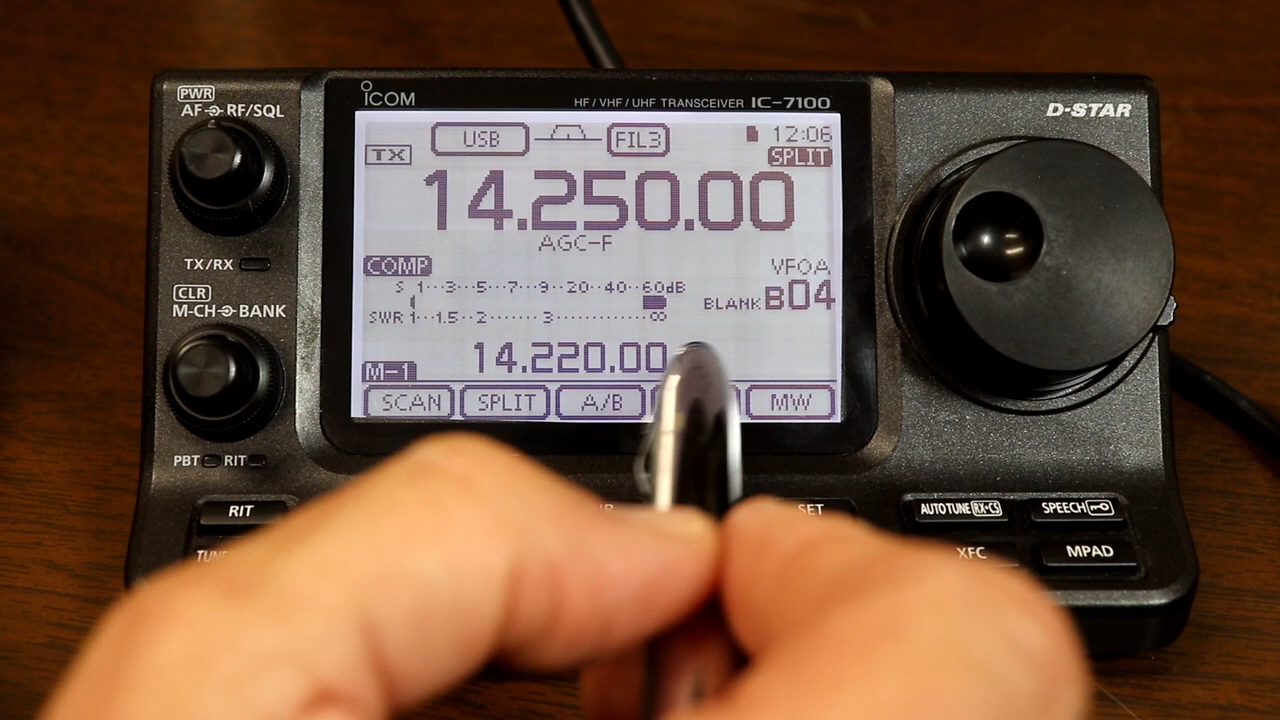 PWR
AF RF/SQL
ICOM
HF/VHF/UHF TRANSCEIVER IC-7100
D-STAR
USB FIL3 12:06
TX SPLIT
14.250.00
AGC-F
TX/RX
COMP VFOA
S 1··3··5··7··9··20··40··60dB
BLANK B04
SWR 1··1.5··2······3··········∞
CLR
M-CH BANK
14.220.00
M-1
SCAN SPLIT A/B MW
PBT RIT
RIT SET AUTOTUNE RX→CS SPEECH
XFC MPAD